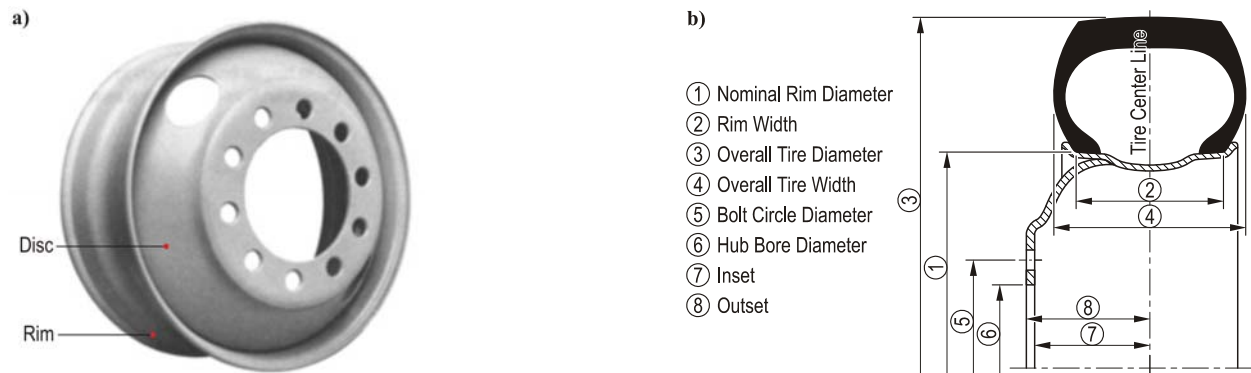 a)
Disc
Rim
b)
① Nominal Rim Diameter
② Rim Width
③ Overall Tire Diameter
④ Overall Tire Width
⑤ Bolt Circle Diameter
⑥ Hub Bore Diameter
⑦ Inset
⑧ Outset
Tire Center Line
②
③
④
①
⑤
⑥
⑧
⑦